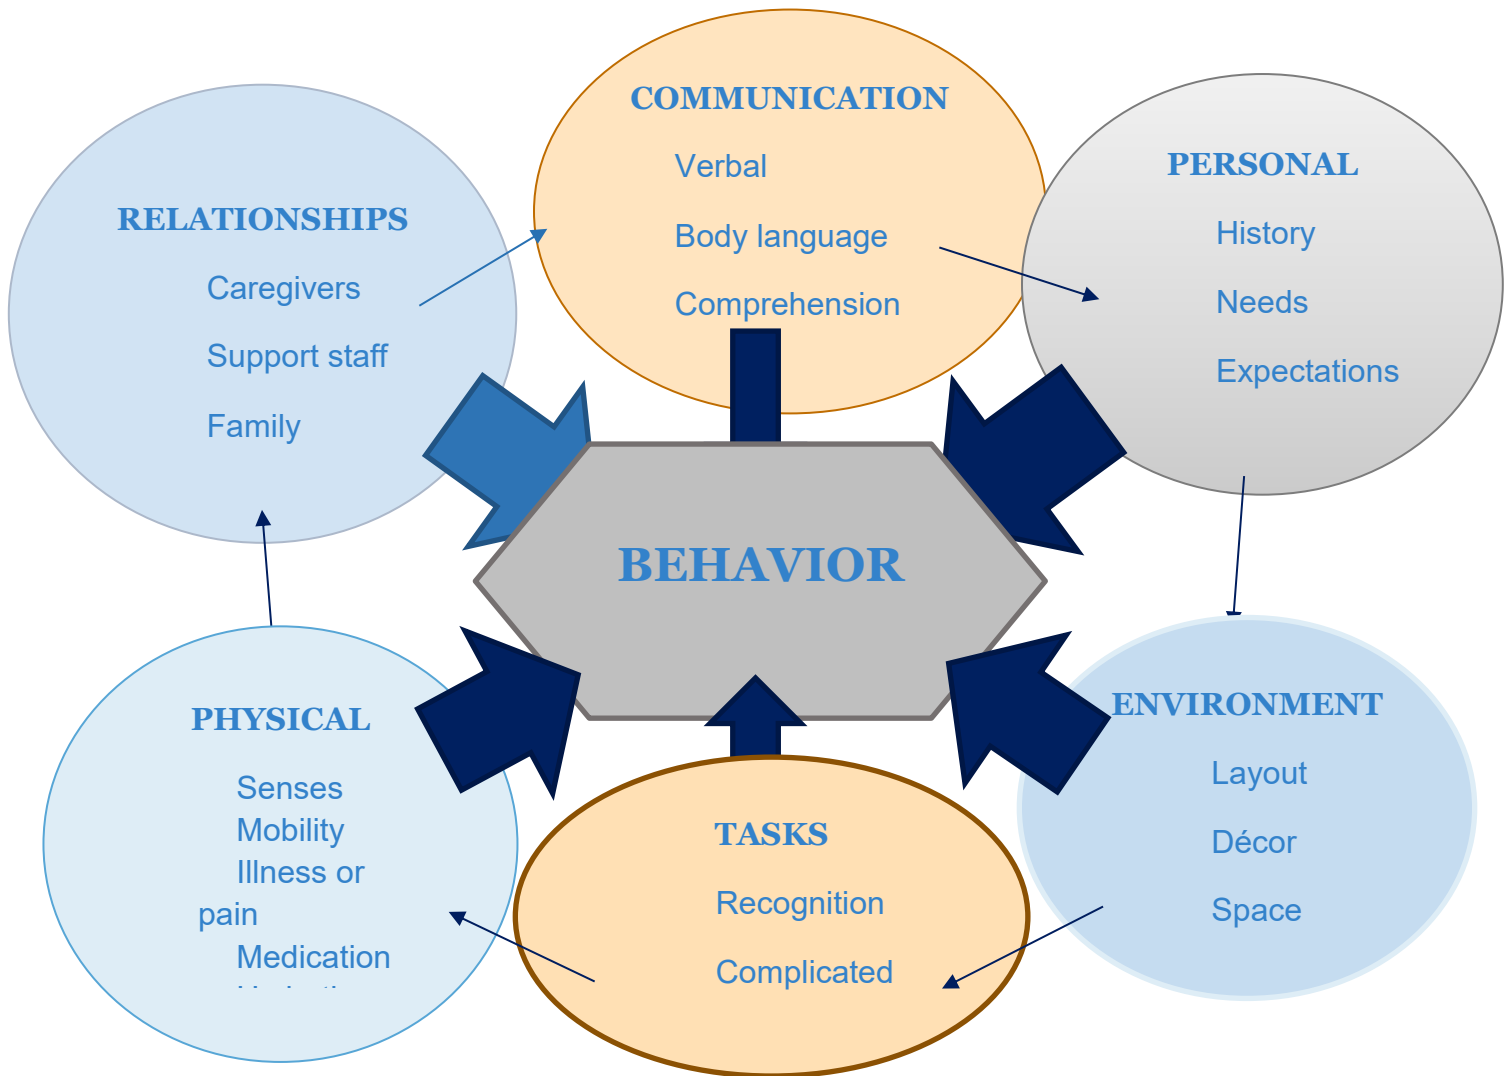 RELATIONSHIPS
Caregivers
Support staff
Family
COMMUNICATION
Verbal
Body language
Comprehension
PERSONAL
History
Needs
Expectations
BEHAVIOR
PHYSICAL
Senses
Mobility
Illness or
pain
Medication
TASKS
Recognition
Complicated
ENVIRONMENT
Layout
Décor
Space